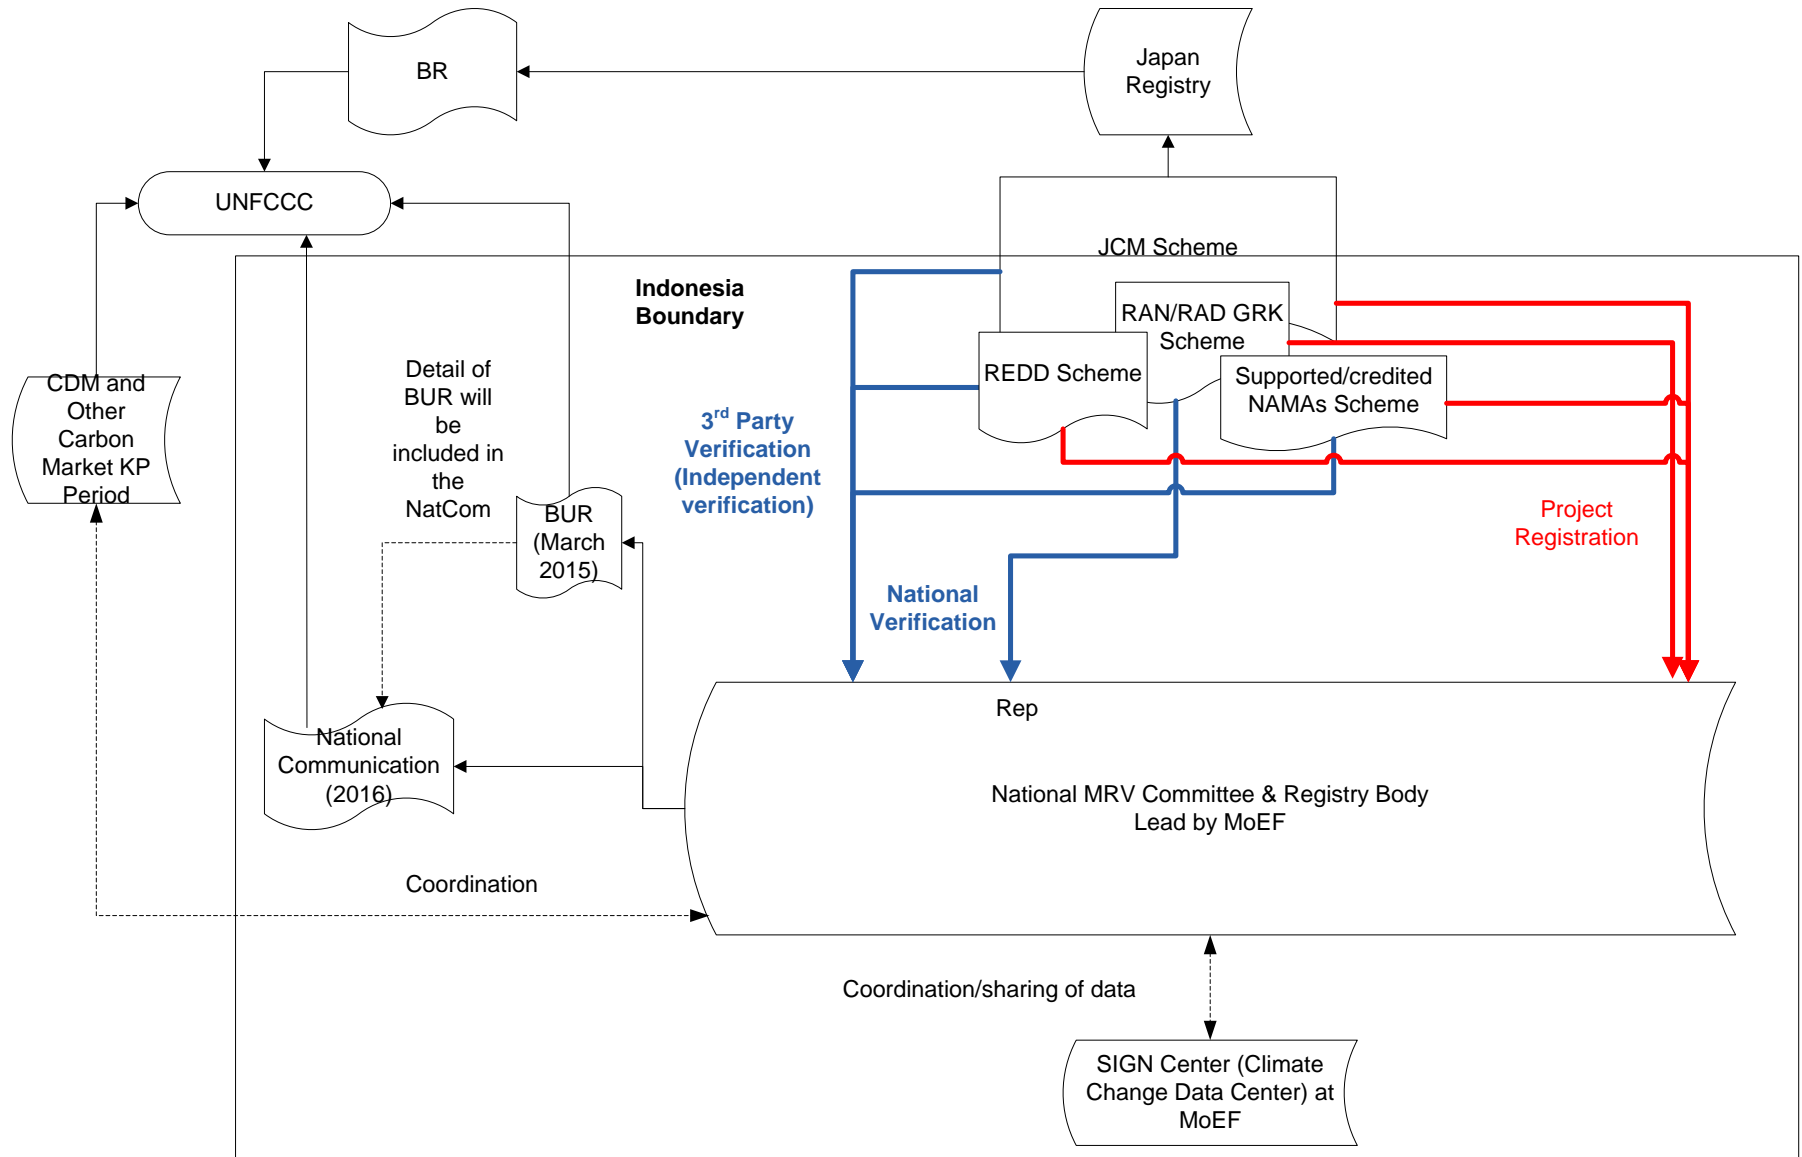 BR
Japan
Registry
UNFCCC
JCM Scheme
Indonesia
Boundary
RAN/RAD GRK
Scheme
REDD Scheme
Supported/credited
NAMAs Scheme
CDM and
Other
Carbon
Market KP
Period
Detail of
BUR will
be
included in
the
NatCom
3rd Party
Verification
(Independent
verification)
BUR
(March
2015)
Project
Registration
National
Verification
Rep
National
Communication
(2016)
National MRV Committee & Registry Body
Lead by MoEF
Coordination
Coordination/sharing of data
SIGN Center (Climate
Change Data Center) at
MoEF